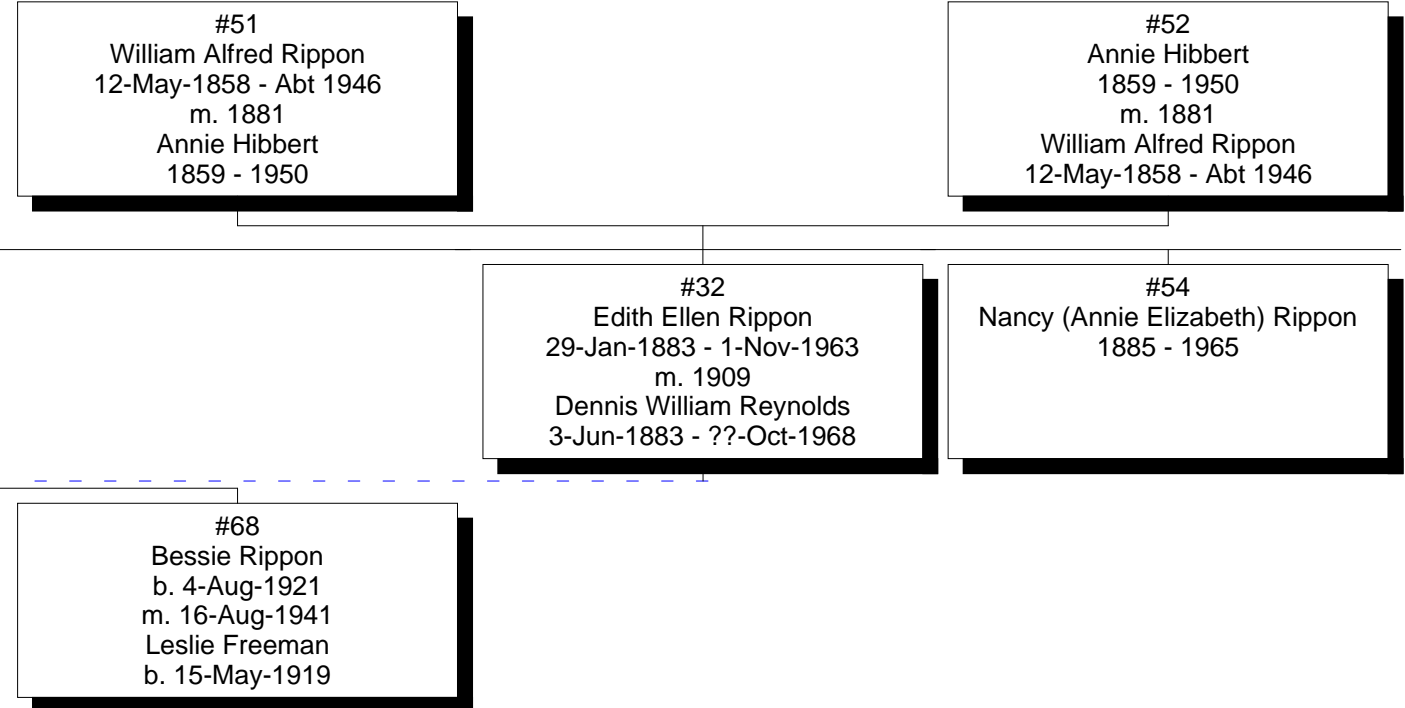 #51
William Alfred Rippon
12-May-1858 - Abt 1946
m. 1881
Annie Hibbert
1859 - 1950
#52
Annie Hibbert
1859 - 1950
m. 1881
William Alfred Rippon
12-May-1858 - Abt 1946
#32
Edith Ellen Rippon
29-Jan-1883 - 1-Nov-1963
m. 1909
Dennis William Reynolds
3-Jun-1883 - ??-Oct-1968
#54
Nancy (Annie Elizabeth) Rippon
1885 - 1965
#68
Bessie Rippon
b. 4-Aug-1921
m. 16-Aug-1941
Leslie Freeman
b. 15-May-1919